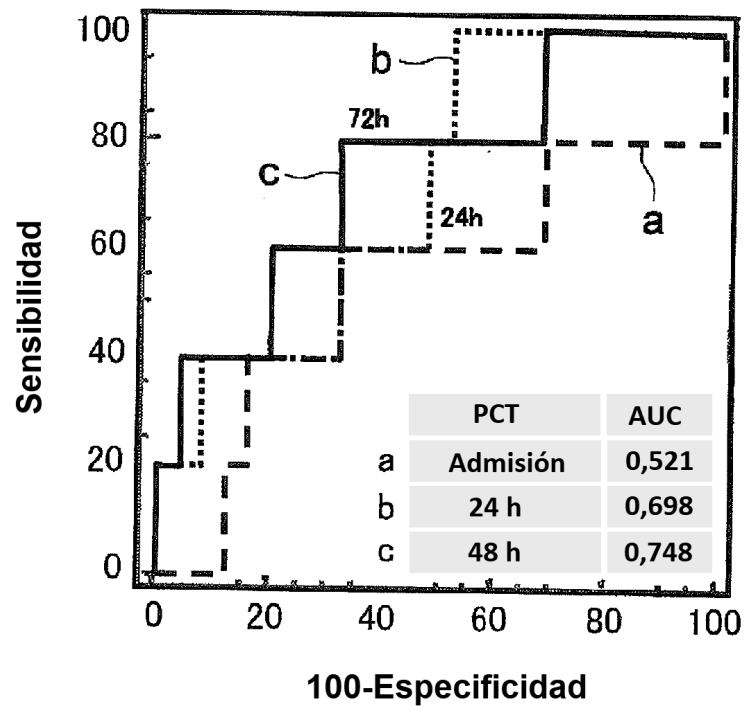 100
80
60
40
20
0
Sensibilidad
b
72h
c
24h
a
PCT AUC
a Admisión 0,521
b 24 h 0,698
c 48 h 0,748
0 20 40 60 80 100
100-Especificidad